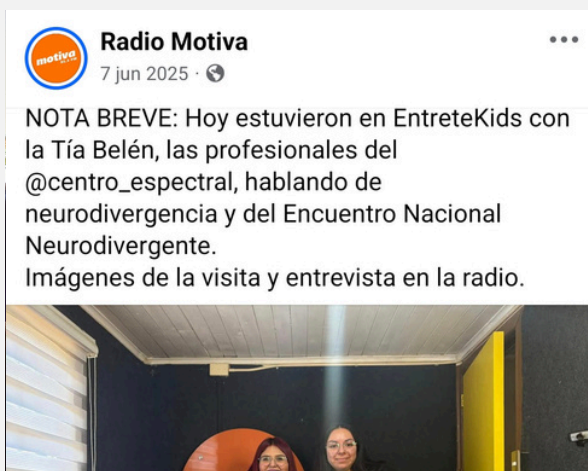 motiva
Radio Motiva
7 jun 2025 ·
NOTA BREVE: Hoy estuvieron en EntreteKids con
la Tía Belén, las profesionales del
@centro_espectral, hablando de
neurodivergencia y del Encuentro Nacional
Neurodivergente.
Imágenes de la visita y entrevista en la radio.